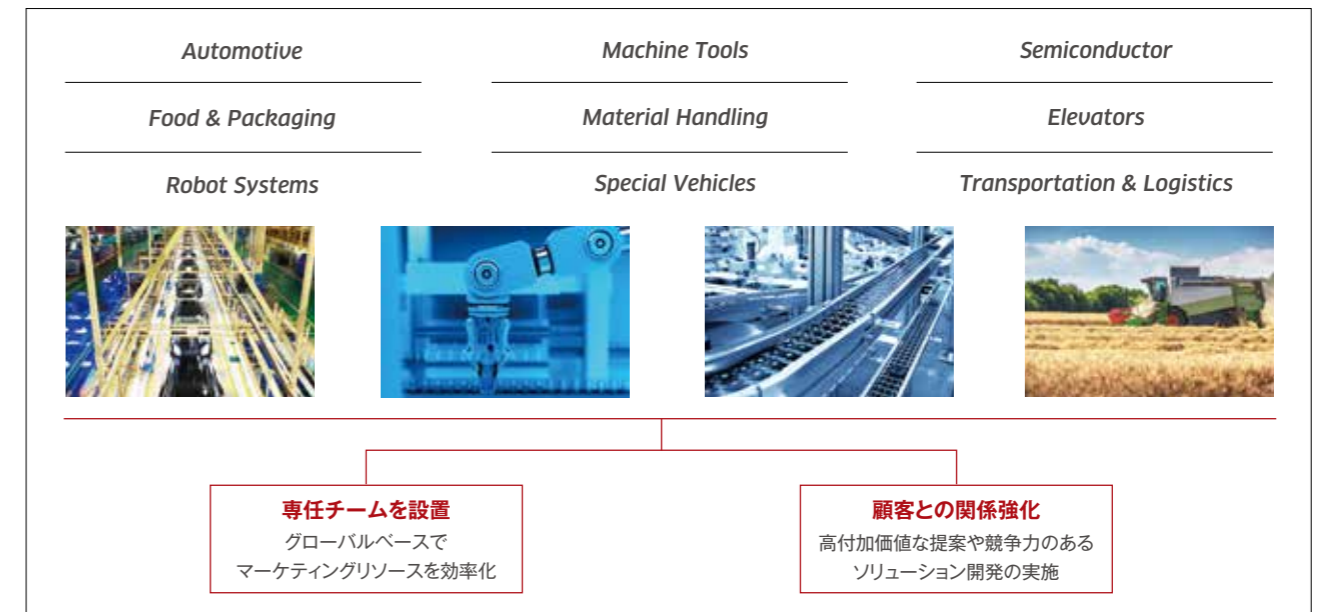 Automotive
Machine Tools
Semiconductor
Food & Packaging
Material Handling
Elevators
Robot Systems
Special Vehicles
Transportation & Logistics
専任チームを設置
グローバルベースで
マーケティングリソースを効率化
顧客との関係強化
高付加価値な提案や競争力のある
ソリューション開発の実施